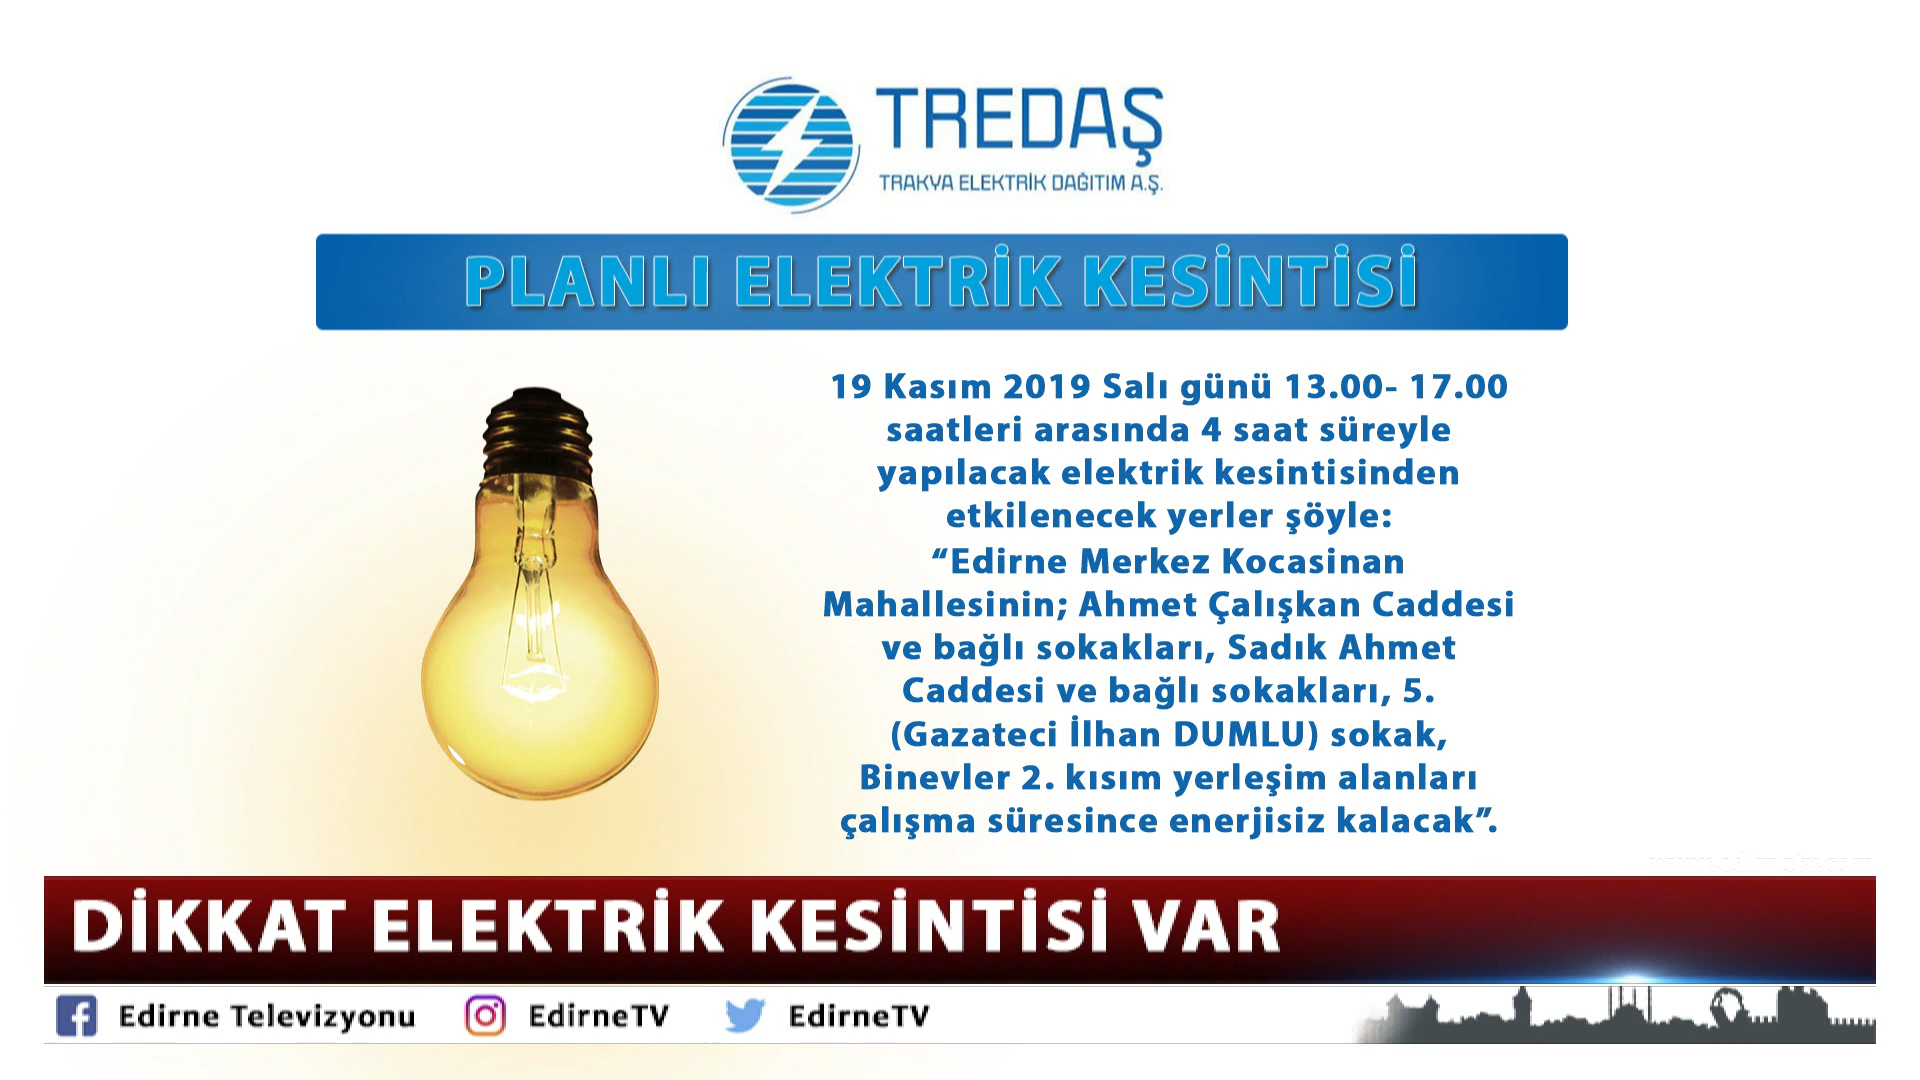 TREDAŞ
TRAKYA ELEKTRİK DAĞITIM A.Ş.
PLANLI ELEKTRİK KESİNTİSİ
19 Kasım 2019 Salı günü 13.00- 17.00
saatleri arasında 4 saat süreyle
yapılacak elektrik kesintisinden
etkilenecek yerler şöyle:
“Edirne Merkez Kocasinan
Mahallesinin; Ahmet Çalışkan Caddesi
ve bağlı sokakları, Sadık Ahmet
Caddesi ve bağlı sokakları, 5.
(Gazateci İlhan DUMLU) sokak,
Binevler 2. kısım yerleşim alanları
çalışma süresince enerjisiz kalacak”.
DİKKAT ELEKTRİK KESİNTİSİ VAR
Edirne Televizyonu EdirneTV EdirneTV